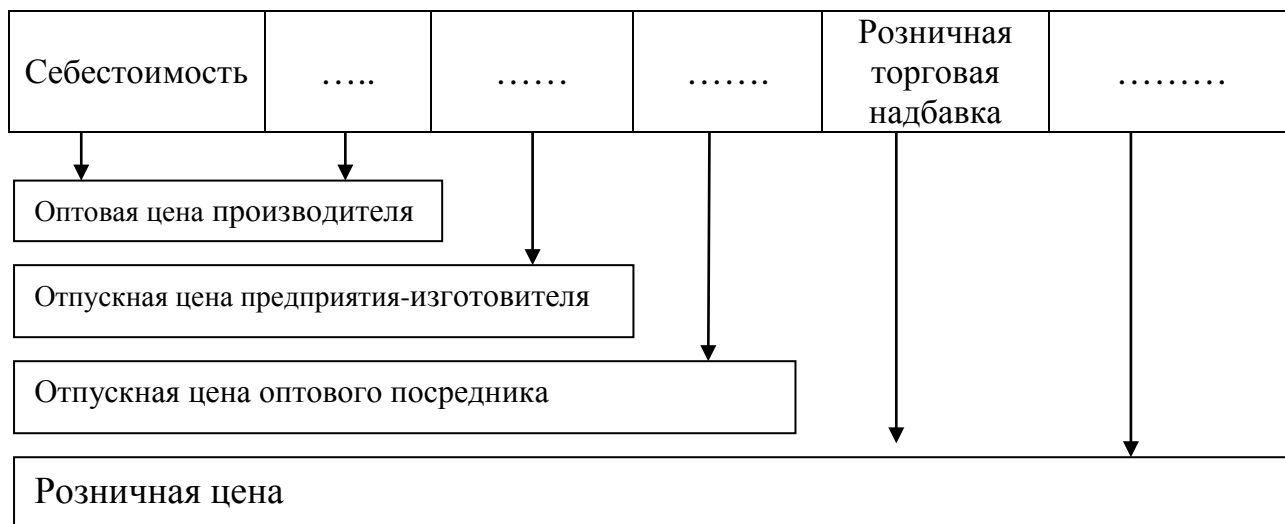 Себестоимость
…..
……
…….
Розничная
торговая
надбавка
………
Оптовая цена производителя
Отпускная цена предприятия-изготовителя
Отпускная цена оптового посредника
Розничная цена